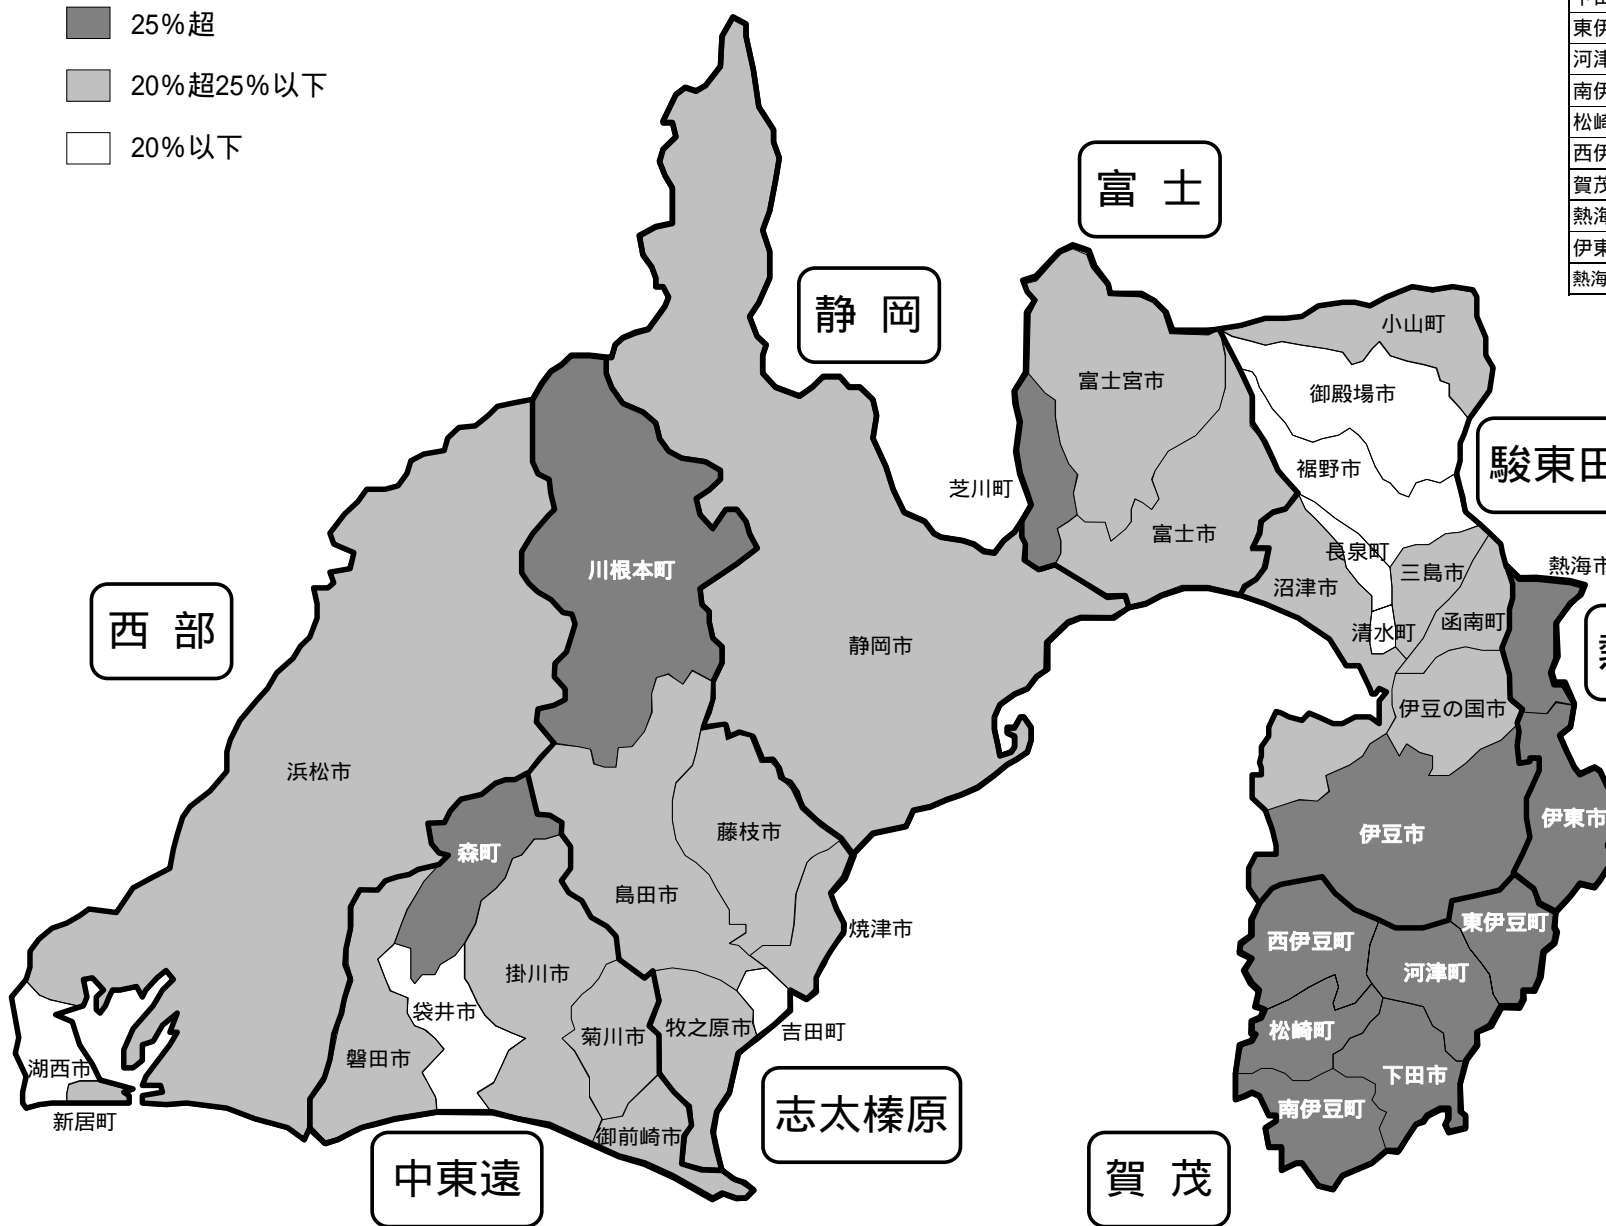 25%超
20%超25%以下
20%以下
東伊
河津
南伊
松崎
西伊
賀茂
熱海
伊東
熱海
富 士
静 岡
小山町
富士宮市
御殿場市
駿東田
裾野市
芝川町
富士市
長泉町
三島市
熱海市
川根本町
沼津市
函南町
清水町
西 部
静岡市
伊豆の国市
浜松市
藤枝市
伊豆市
伊東市
森町
島田市
焼津市
西伊豆町
東伊豆町
河津町
掛川市
袋井市
菊川市
牧之原市
吉田町
松崎町
磐田市
湖西市
下田市
新居町
南伊豆町
御前崎市
志太榛原
中東遠
賀 茂